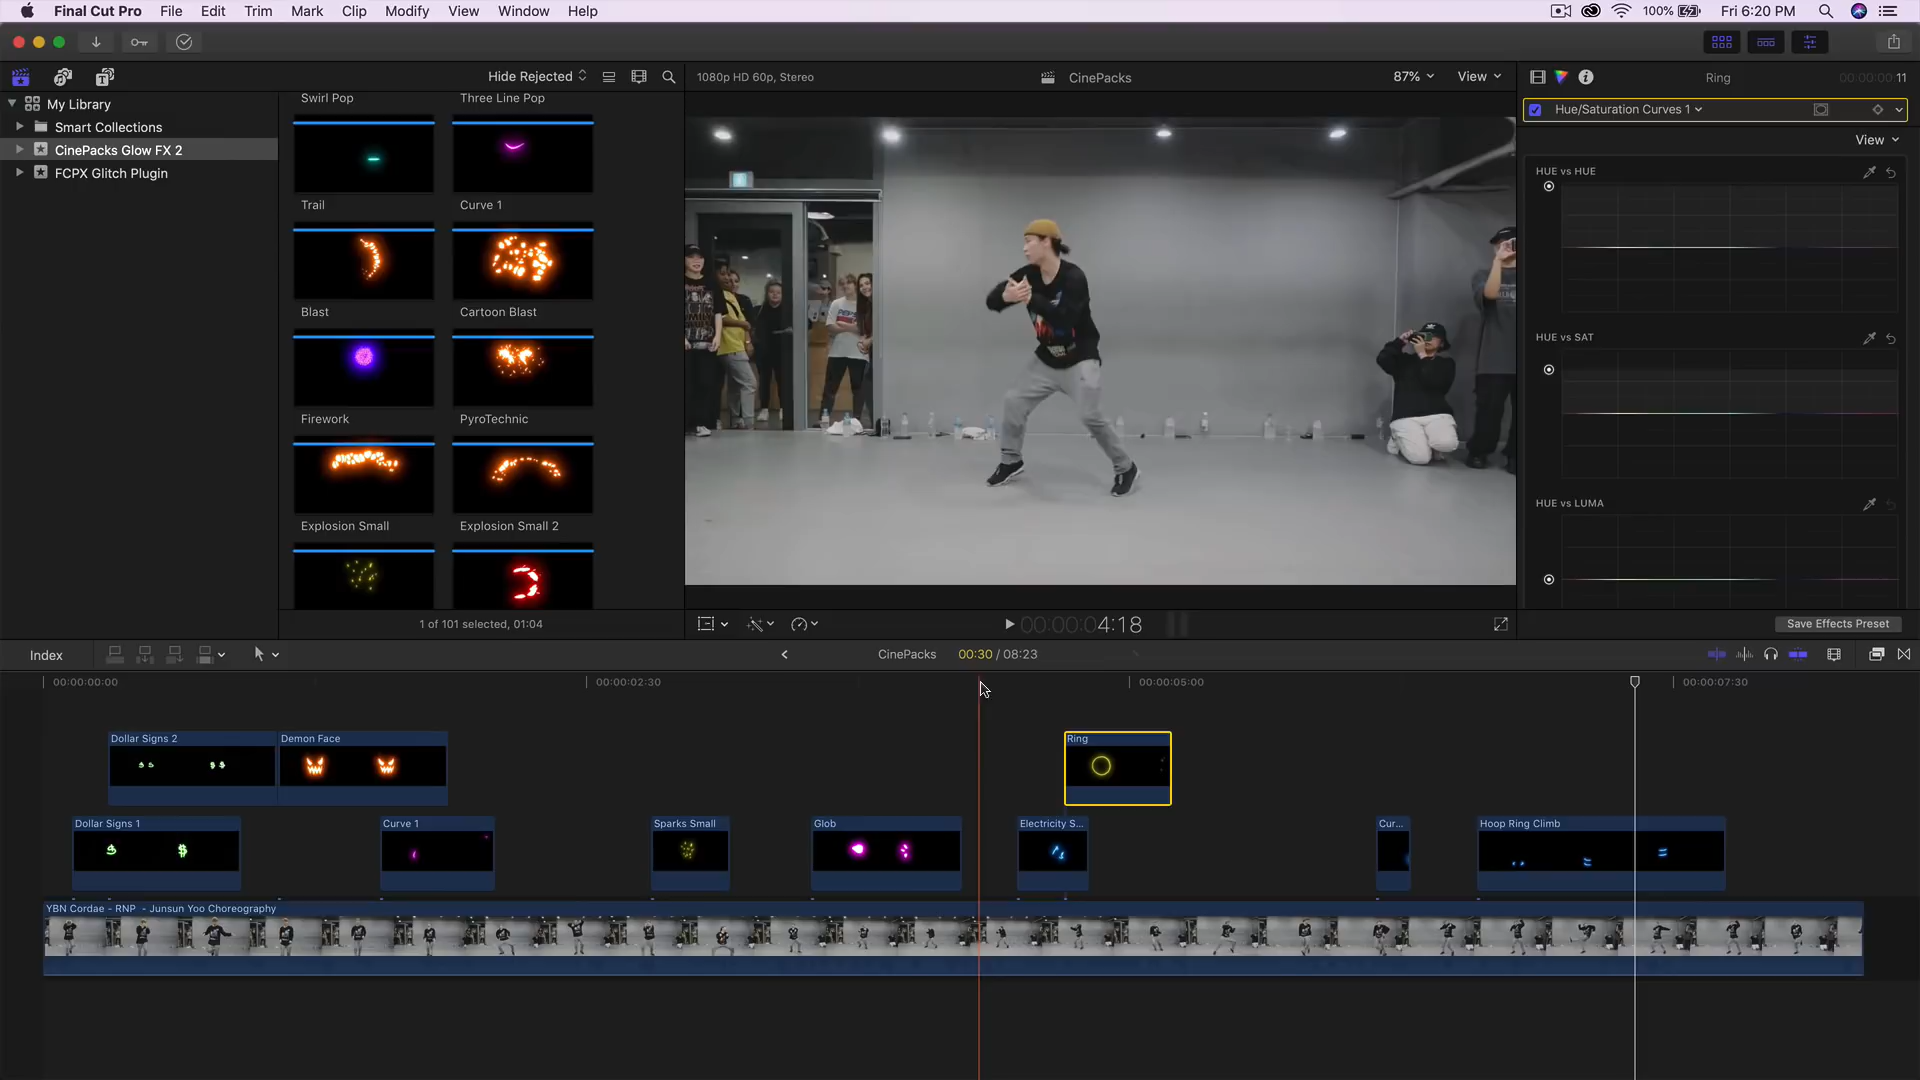 Final Cut Pro File Edit Trim Mark Clip Modify View Window Help
100% Fri 6:20 PM
Hide Rejected
1080p HD 60p, Stereo
CinePacks
87% View
Ring
00:00:00:11
My Library
Smart Collections
CinePacks Glow FX 2
FCPX Glitch Plugin
Swirl Pop
Three Line Pop
Trail
Curve 1
Blast
Cartoon Blast
Firework
PyroTechnic
Explosion Small
Explosion Small 2
1 of 101 selected, 01:04
00:00:00:04:18
Hue/Saturation Curves 1
View
HUE vs HUE
HUE vs SAT
HUE vs LUMA
Save Effects Preset
Index
CinePacks
00:30 / 08:23
00:00:00:00
00:00:02:30
00:00:05:00
00:00:07:30
Dollar Signs 2
Demon Face
Ring
Dollar Signs 1
Curve 1
Sparks Small
Glob
Electricity S...
Cur...
Hoop Ring Climb
YBN Cordae - RNP - Junsun Yoo Choreography